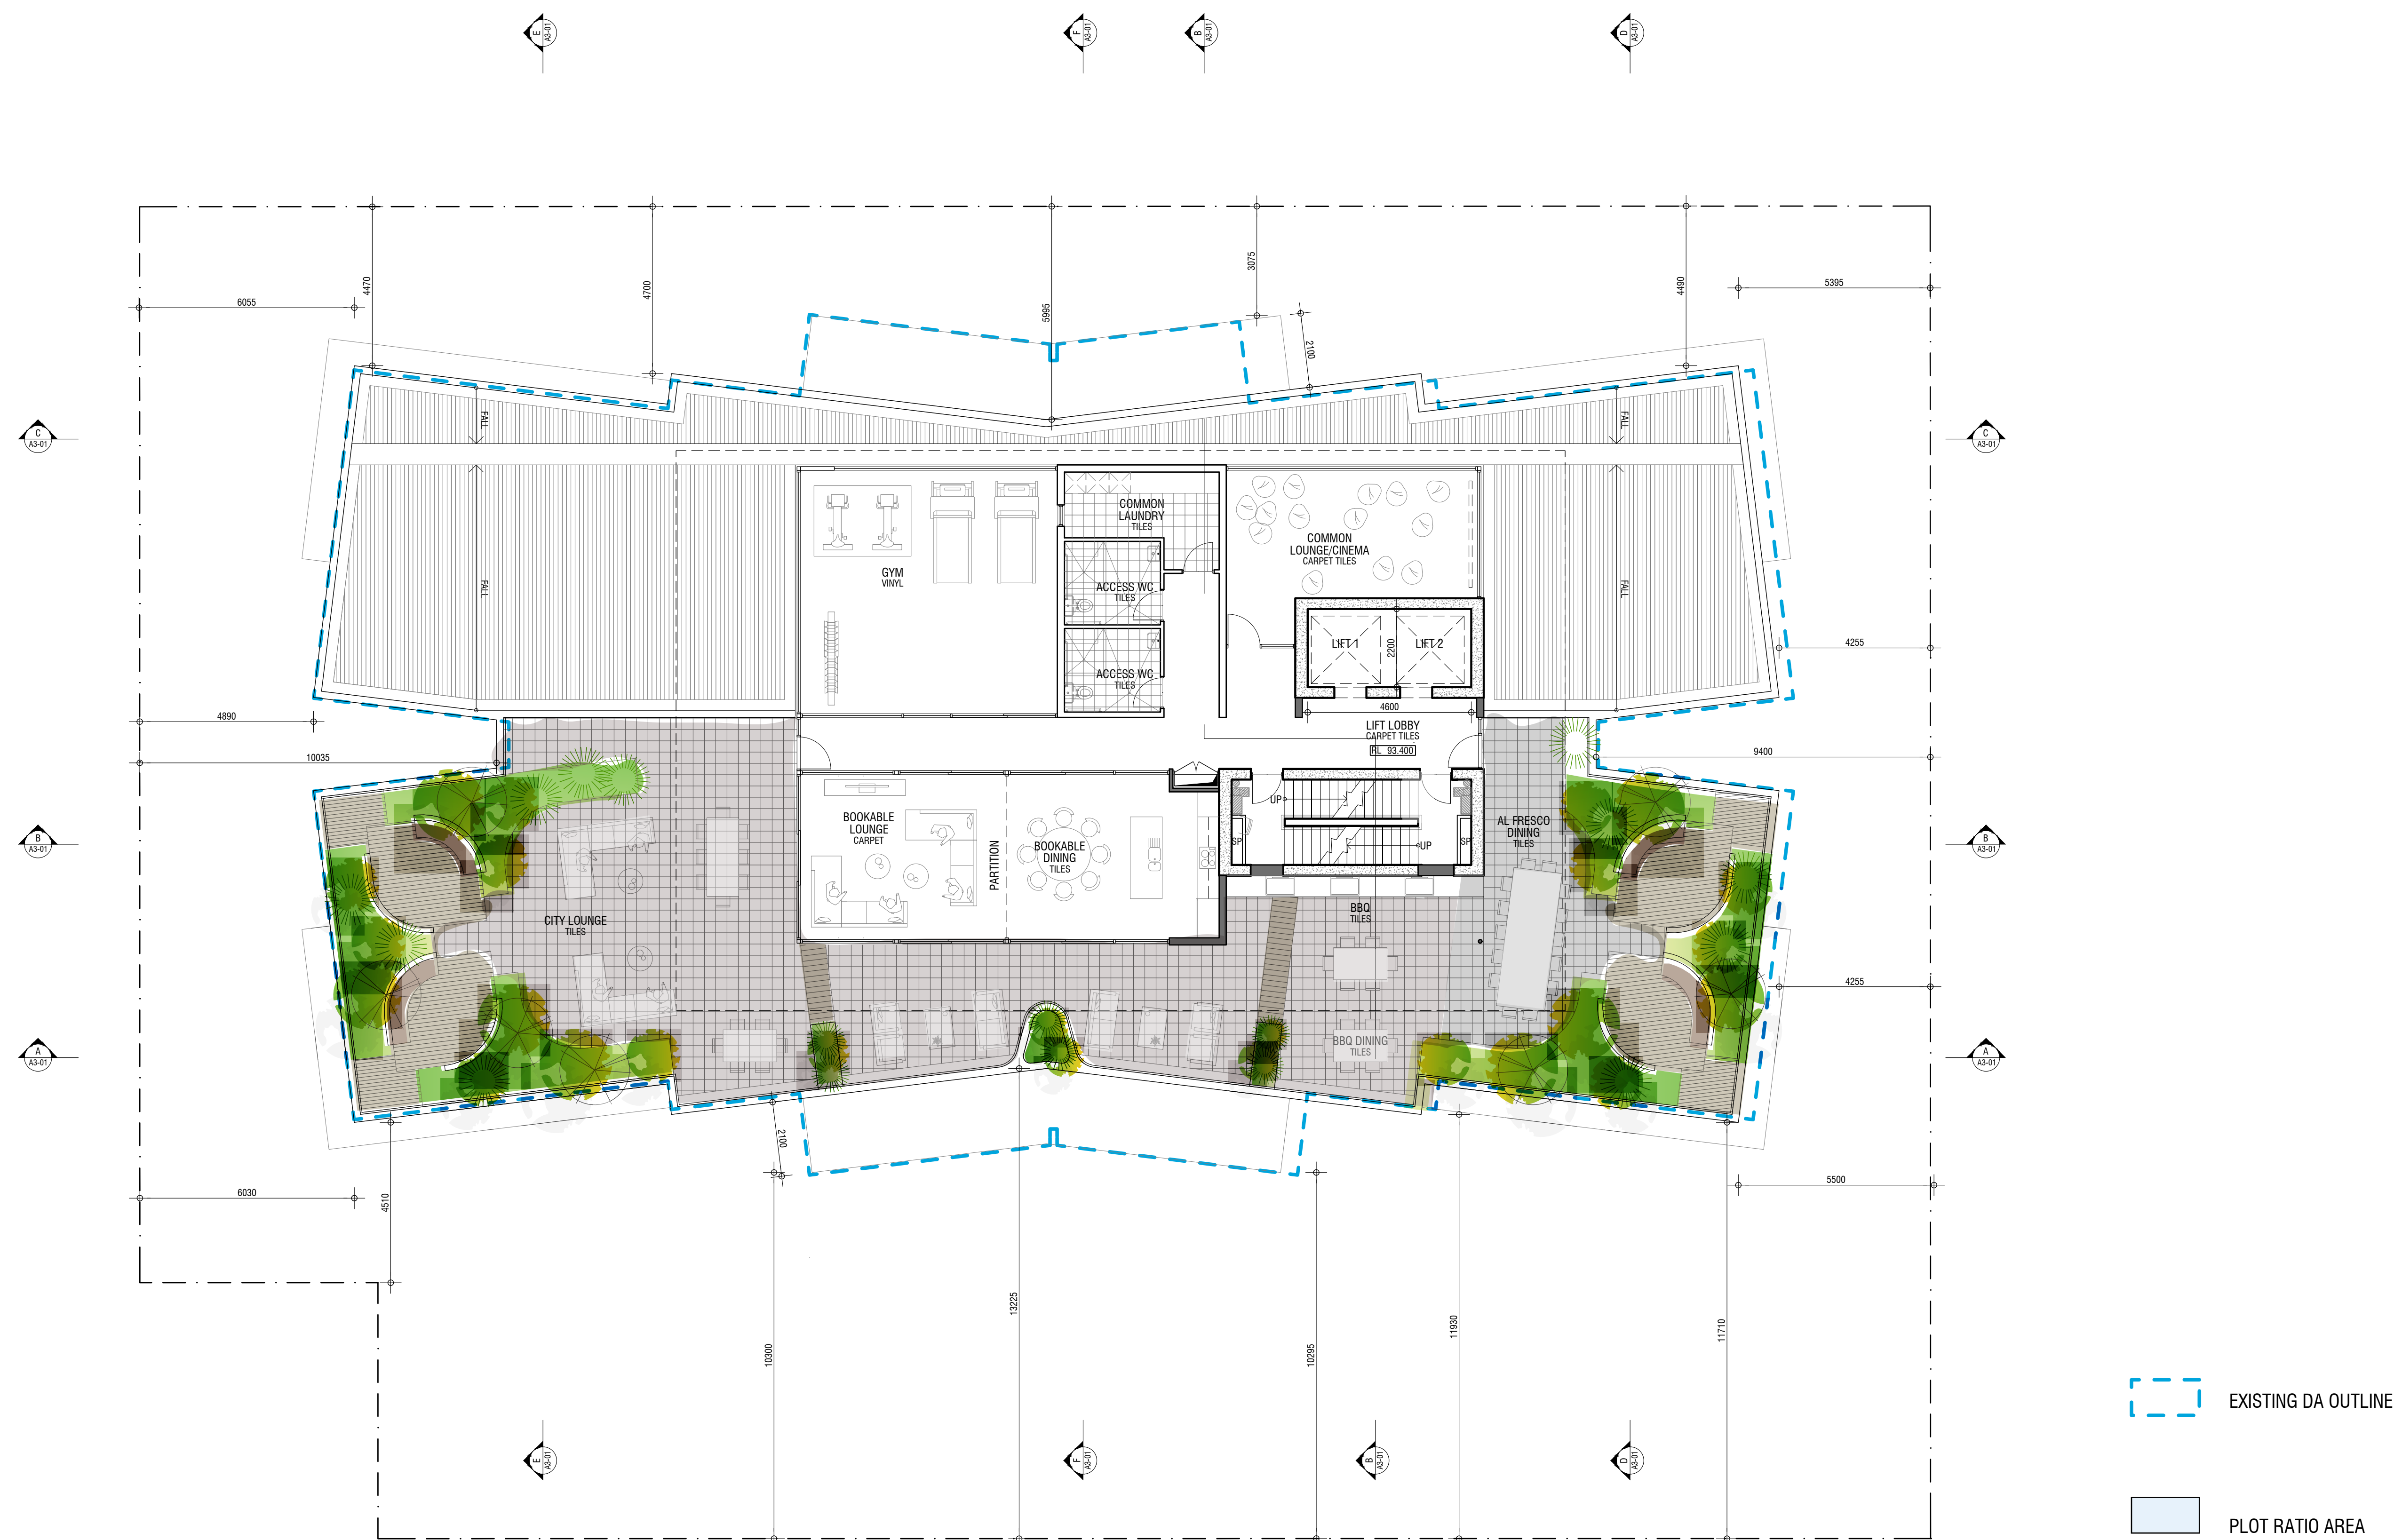 E
A3-01
F
A3-01
B
A3-01
D
A3-01
3075
4470
4700
5995
4490
5395
6055
2100
FALL
FALL
C
A3-01
C
A3-01
COMMON
LAUNDRY
TILES
COMMON
LOUNGE/CINEMA
CARPET TILES
GYM
VINYL
ACCESS WC
TILES
FALL
FALL
LIFT 1
2200
LIFT 2
4255
ACCESS WC
TILES
4600
4890
LIFT LOBBY
CARPET TILES
RL 93.400
10035
9400
UP
BOOKABLE
LOUNGE
CARPET
AL FRESCO
DINING
TILES
B
A3-01
SP
UP
SP
B
A3-01
BOOKABLE
DINING
TILES
PARTITION
BBQ
TILES
CITY LOUNGE
TILES
4255
BBQ DINING
TILES
A
A3-01
A
A3-01
2100
5500
6030
4510
13225
11930
11710
10300
10295
EXISTING DA OUTLINE
E
A3-01
F
A3-01
B
A3-01
D
A3-01
PLOT RATIO AREA